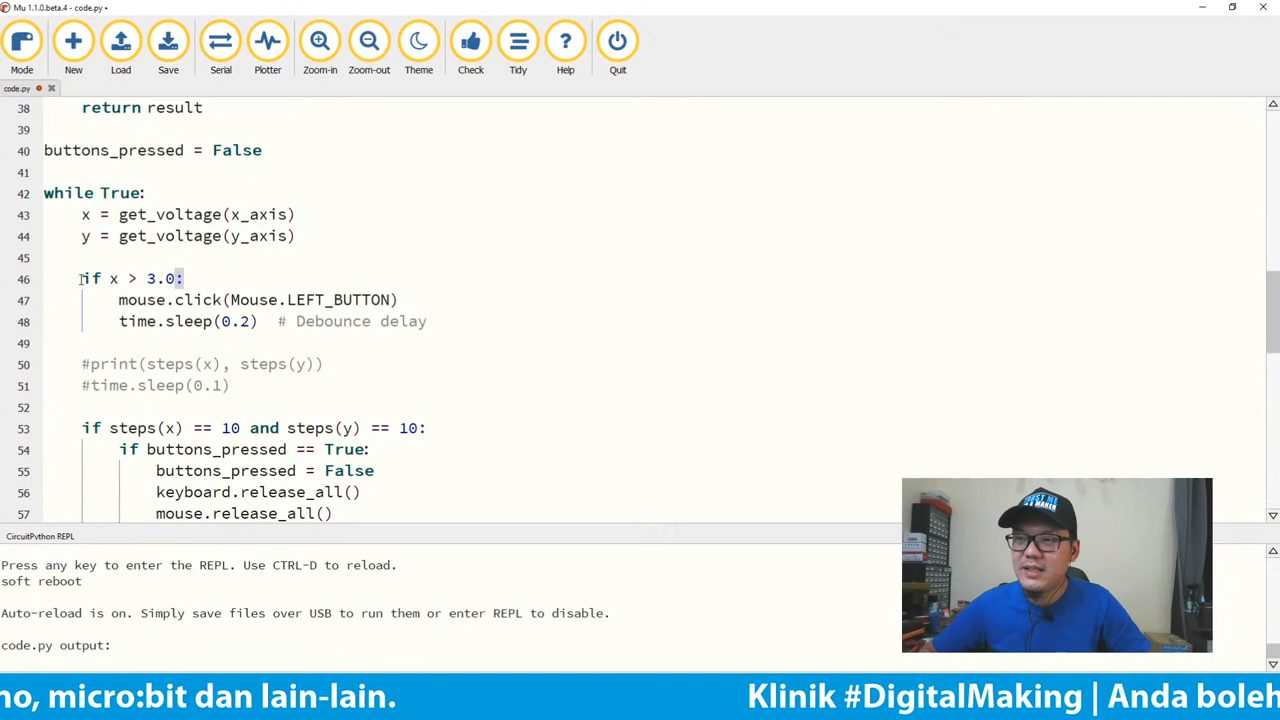 Mu 1.1.0.beta.4 - code.py •
Mode New Load Save Serial Plotter Zoom-in Zoom-out Theme Check Tidy Help Quit
code.py
38 return result
39
40 buttons_pressed = False
41
42 while True:
43 x = get_voltage(x_axis)
44 y = get_voltage(y_axis)
45
46 if x > 3.0:
47 mouse.click(Mouse.LEFT_BUTTON)
48 time.sleep(0.2)  # Debounce delay
49
50 #print(steps(x), steps(y))
51 #time.sleep(0.1)
52
53 if steps(x) == 10 and steps(y) == 10:
54 if buttons_pressed == True:
55 buttons_pressed = False
56 keyboard.release_all()
57 mouse.release_all()
CircuitPython REPL
Press any key to enter the REPL. Use CTRL-D to reload.
soft reboot
Auto-reload is on. Simply save files over USB to run them or enter REPL to disable.
code.py output:
no, micro:bit dan lain-lain. Klinik #DigitalMaking | Anda boleh